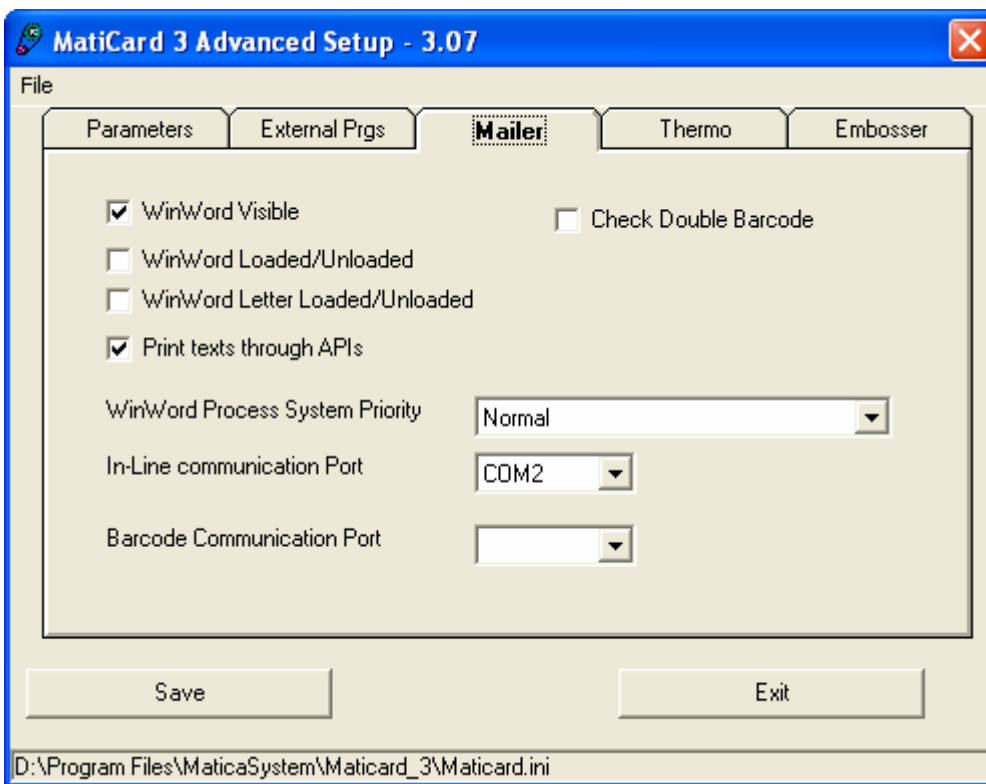 MatiCard 3 Advanced Setup - 3.07
File
Parameters External Prgs Mailer Thermo Embosser
WinWord Visible Check Double Barcode
WinWord Loaded/Unloaded
WinWord Letter Loaded/Unloaded
Print texts through APIs
WinWord Process System Priority Normal
In-Line communication Port COM2
Barcode Communication Port
Save Exit
D:\Program Files\MaticaSystem\Maticard_3\Maticard.ini